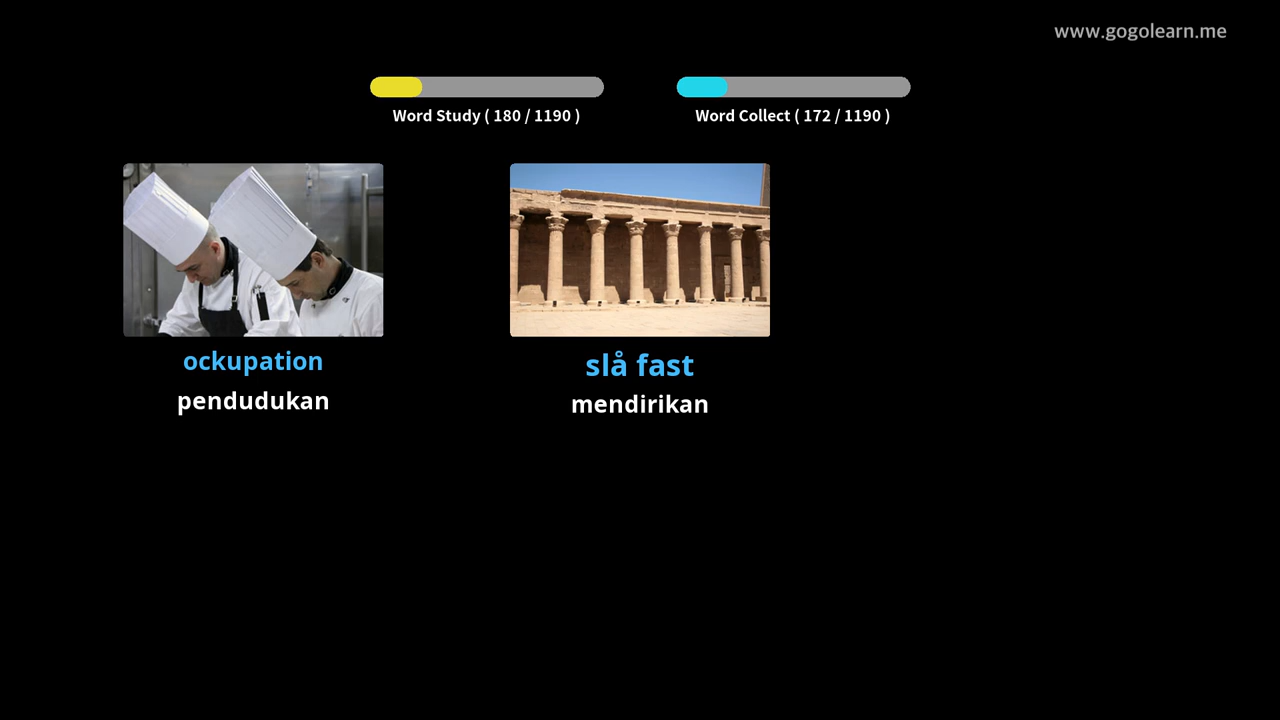 www.gogolearn.me
Word Study ( 180 / 1190 )
Word Collect ( 172 / 1190 )
ockupation
pendudukan
slå fast
mendirikan